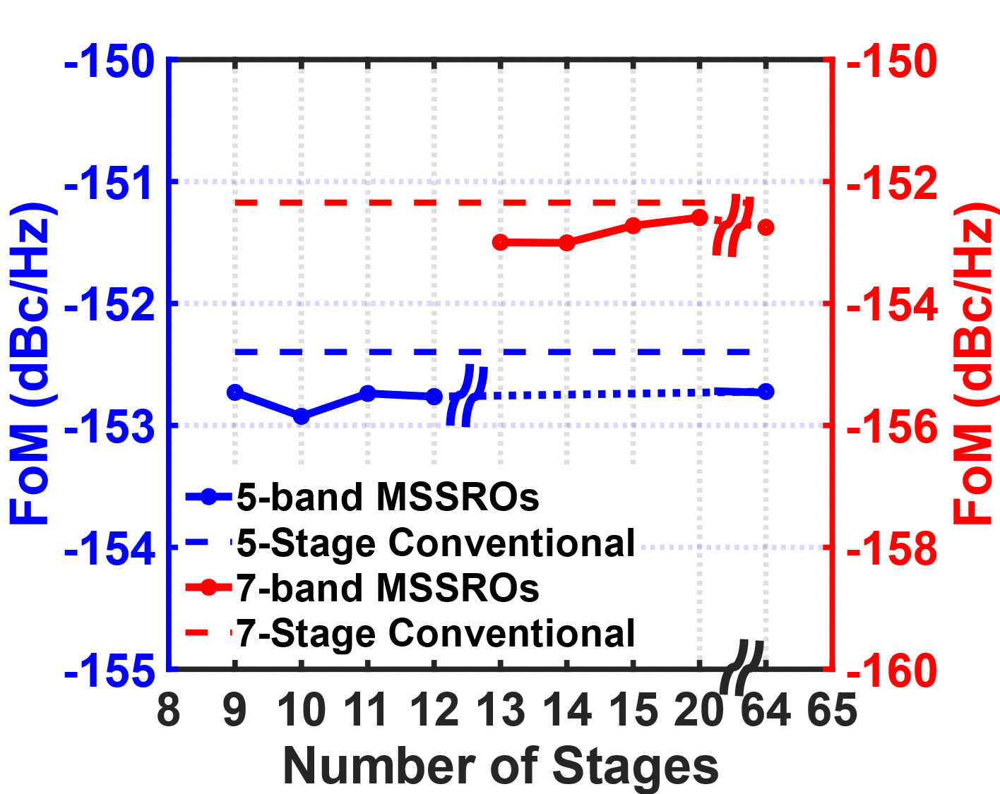 -150
-151
-152
-153
-154
-155
FoM (dBc/Hz)
-150
-152
-154
-156
-158
-160
FoM (dBc/Hz)
5-band MSSROs
5-Stage Conventional
7-band MSSROs
7-Stage Conventional
8 9 10 11 12 13 14 15 20 64 65
Number of Stages